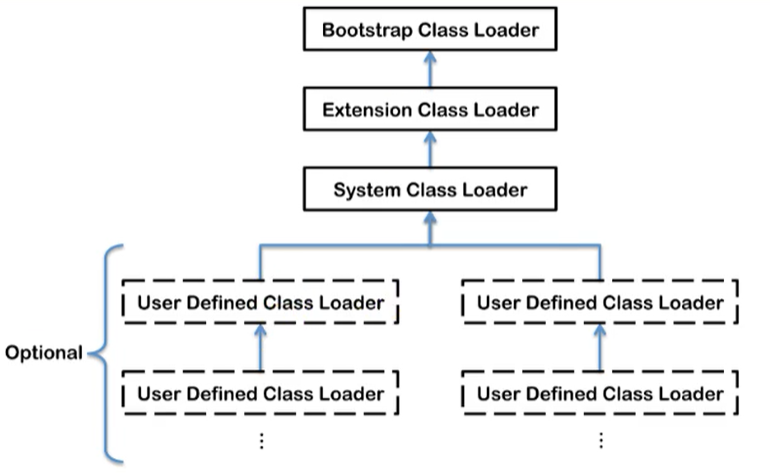 Bootstrap Class Loader
Extension Class Loader
System Class Loader
User Defined Class Loader
User Defined Class Loader
Optional
User Defined Class Loader
User Defined Class Loader
⋮
⋮